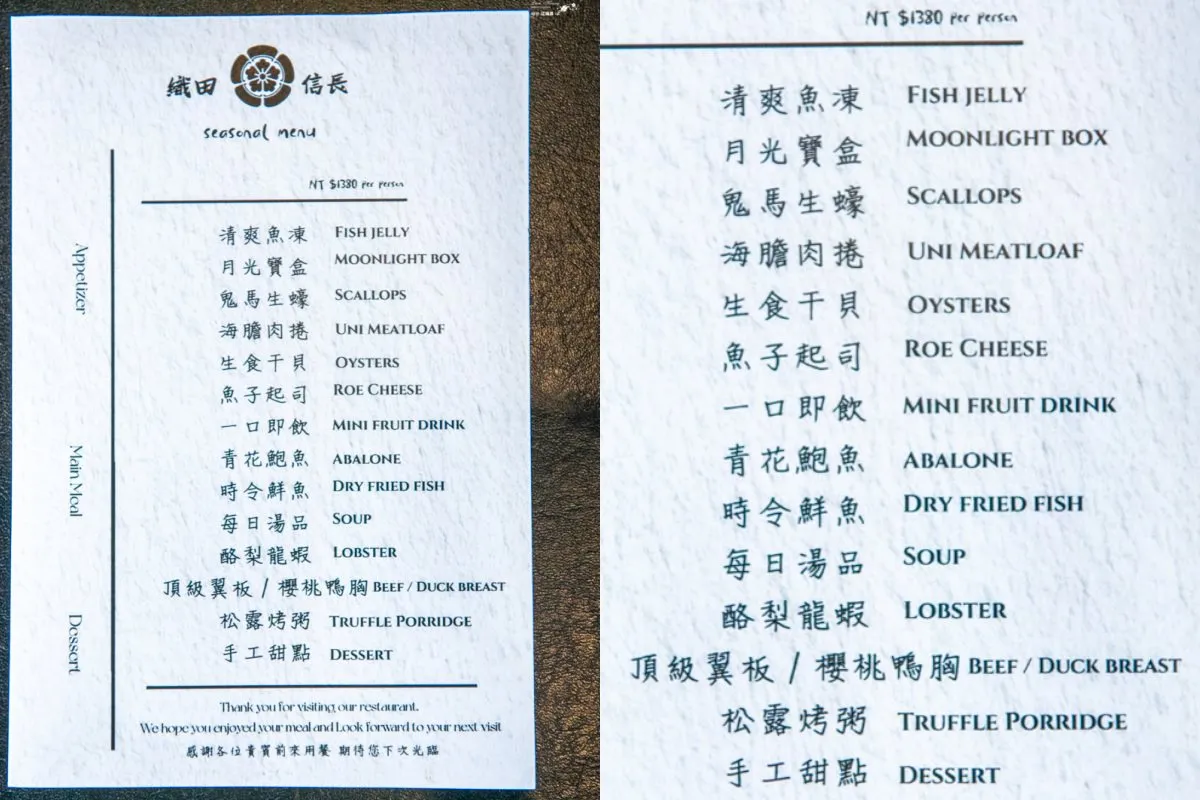 織田 信長
seasonal menu
NT $1380 per person
清爽魚凍 FISH JELLY
月光寶盒 MOONLIGHT BOX
鬼馬生蠔 SCALLOPS
海膽肉捲 UNI MEATLOAF
生食干貝 OYSTERS
魚子起司 ROE CHEESE
一口即飲 MINI FRUIT DRINK
青花鮑魚 ABALONE
時令鮮魚 DRY FRIED FISH
每日湯品 SOUP
酪梨龍蝦 LOBSTER
頂級翼板 / 櫻桃鴨胸 BEEF / DUCK BREAST
松露烤粥 TRUFFLE PORRIDGE
手工甜點 DESSERT
Appetizer
Main Meal
Dessert
Thank you for visiting our restaurant.
We hope you enjoyed your meal and Look forward to your next visit
感謝各位貴賓前來用餐 期待您下次光臨
NT $1380 per person
清爽魚凍 FISH JELLY
月光寶盒 MOONLIGHT BOX
鬼馬生蠔 SCALLOPS
海膽肉捲 UNI MEATLOAF
生食干貝 OYSTERS
魚子起司 ROE CHEESE
一口即飲 MINI FRUIT DRINK
青花鮑魚 ABALONE
時令鮮魚 DRY FRIED FISH
每日湯品 SOUP
酪梨龍蝦 LOBSTER
頂級翼板 / 櫻桃鴨胸 BEEF / DUCK BREAST
松露烤粥 TRUFFLE PORRIDGE
手工甜點 DESSERT